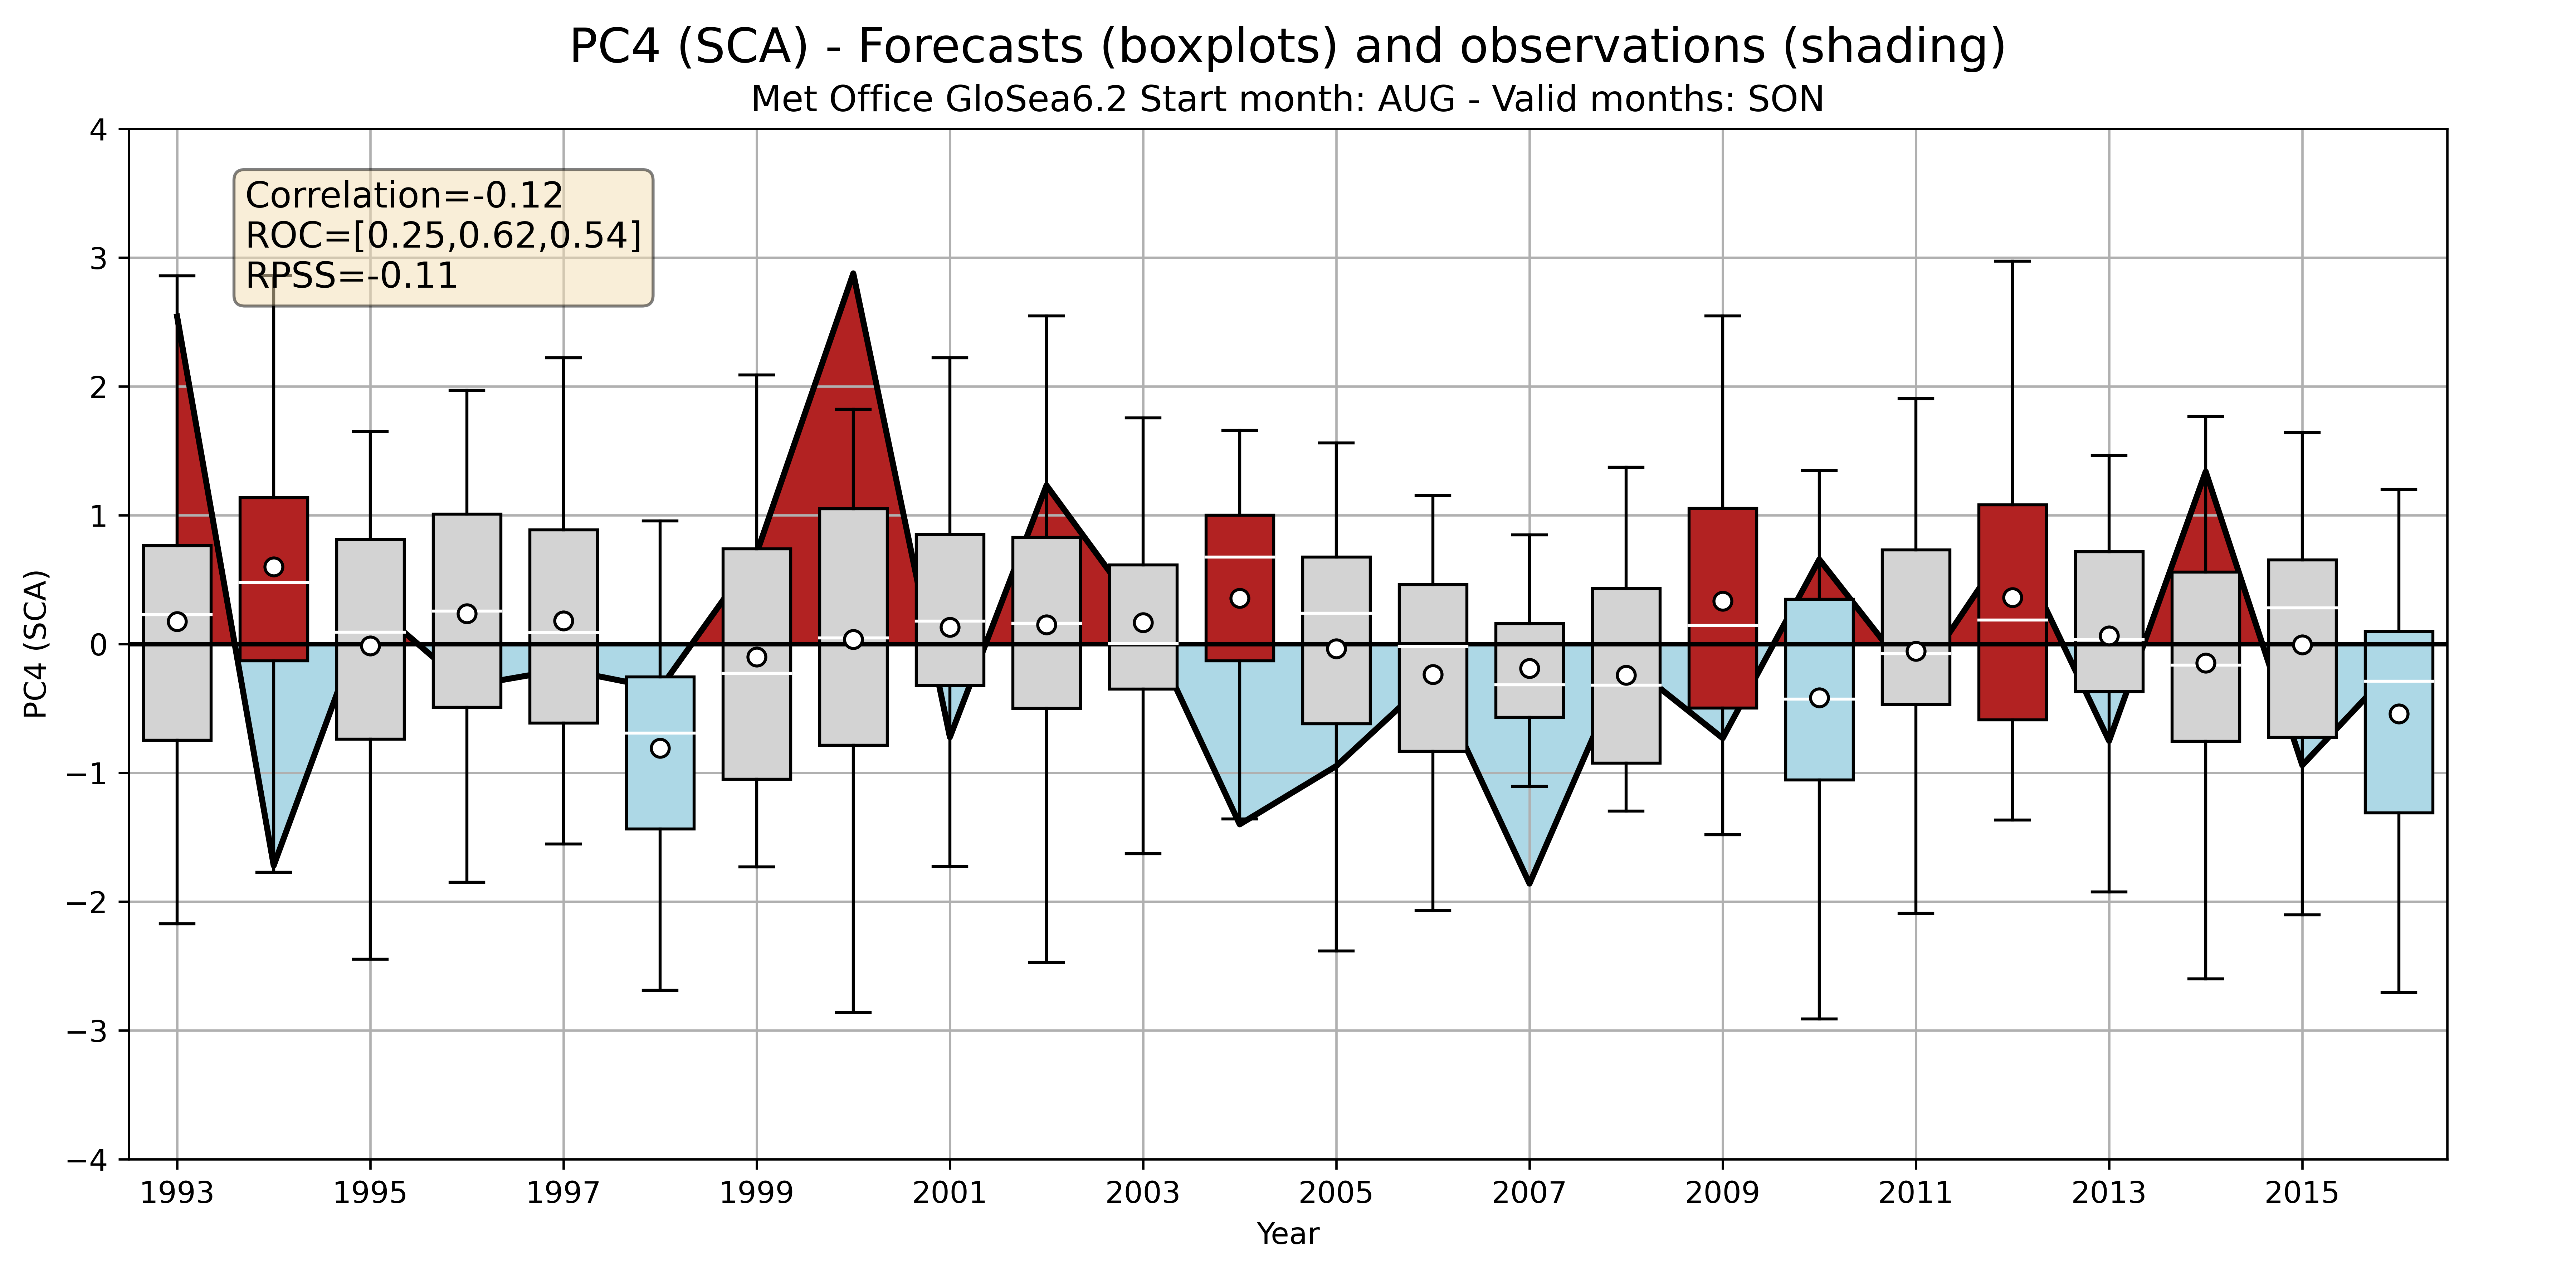 PC4 (SCA) - Forecasts (boxplots) and observations (shading)
Met Office GloSea6.2 Start month: AUG - Valid months: SON
Correlation=-0.12
ROC=[0.25,0.62,0.54]
RPSS=-0.11
PC4 (SCA)
4
3
2
1
0
−1
−2
−3
−4
1993 1995 1997 1999 2001 2003 2005 2007 2009 2011 2013 2015
Year